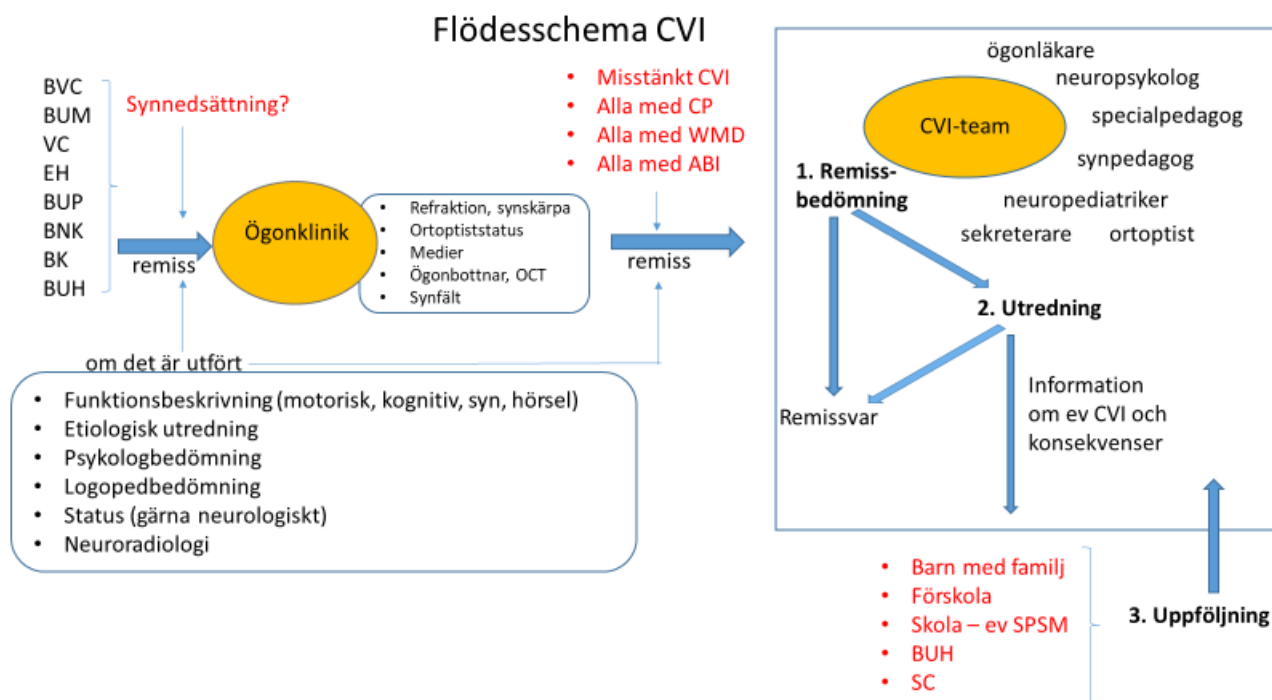 Flödesschema CVI
BVC
BUM
VC
EH
BUP
BNK
BK
BUH
Synnedsättning?
remiss
Ögonklinik
• Refraktion, synskärpa
• Ortoptiststatus
• Medier
• Ögonbottnar, OCT
• Synfält
• Misstänkt CVI
• Alla med CP
• Alla med WMD
• Alla med ABI
remiss
om det är utfört
• Funktionsbeskrivning (motorisk, kognitiv, syn, hörsel)
• Etiologisk utredning
• Psykologbedömning
• Logopedbedömning
• Status (gärna neurologiskt)
• Neuroradiologi
CVI-team
ögonläkare
neuropsykolog
specialpedagog
synpedagog
neuropediatriker
sekreterare
ortoptist
1. Remiss-
bedömning
2. Utredning
Remissvar
Information
om ev CVI och
konsekvenser
• Barn med familj
• Förskola
• Skola – ev SPSM
• BUH
• SC
3. Uppföljning